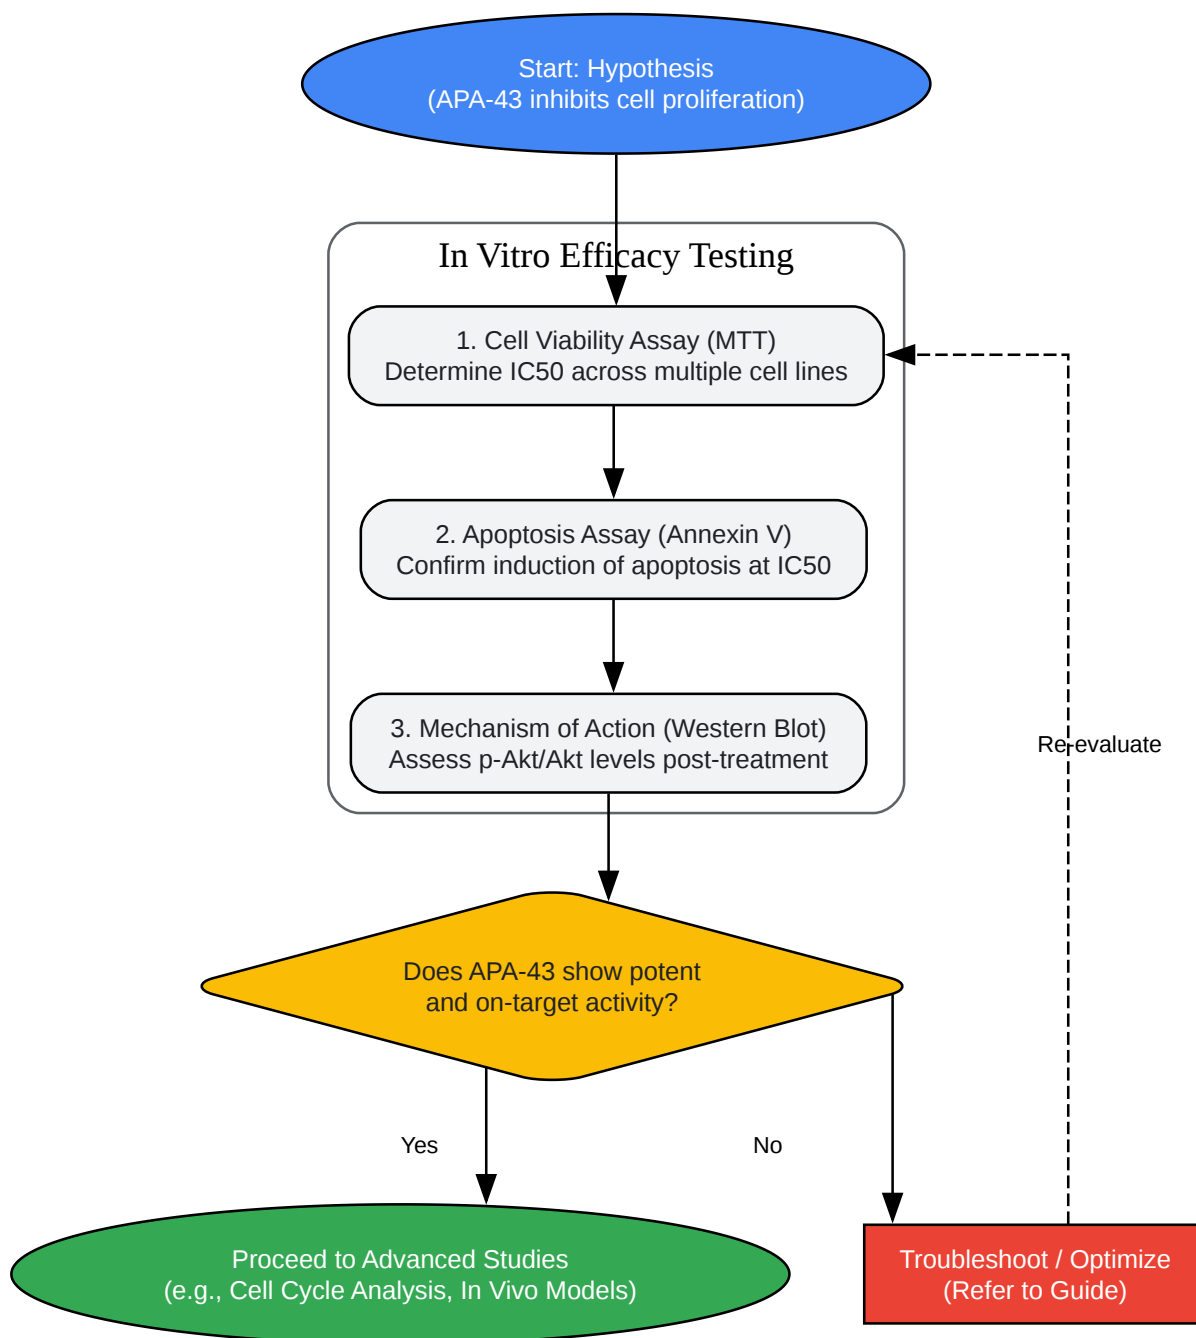 Start: Hypothesis
(APA-43 inhibits cell proliferation)
In Vitro Efficacy Testing
1. Cell Viability Assay (MTT)
Determine IC50 across multiple cell lines
2. Apoptosis Assay (Annexin V)
Confirm induction of apoptosis at IC50
3. Mechanism of Action (Western Blot)
Assess p-Akt/Akt levels post-treatment
Re-evaluate
Does APA-43 show potent
and on-target activity?
Yes
No
Proceed to Advanced Studies
(e.g., Cell Cycle Analysis, In Vivo Models)
Troubleshoot / Optimize
(Refer to Guide)